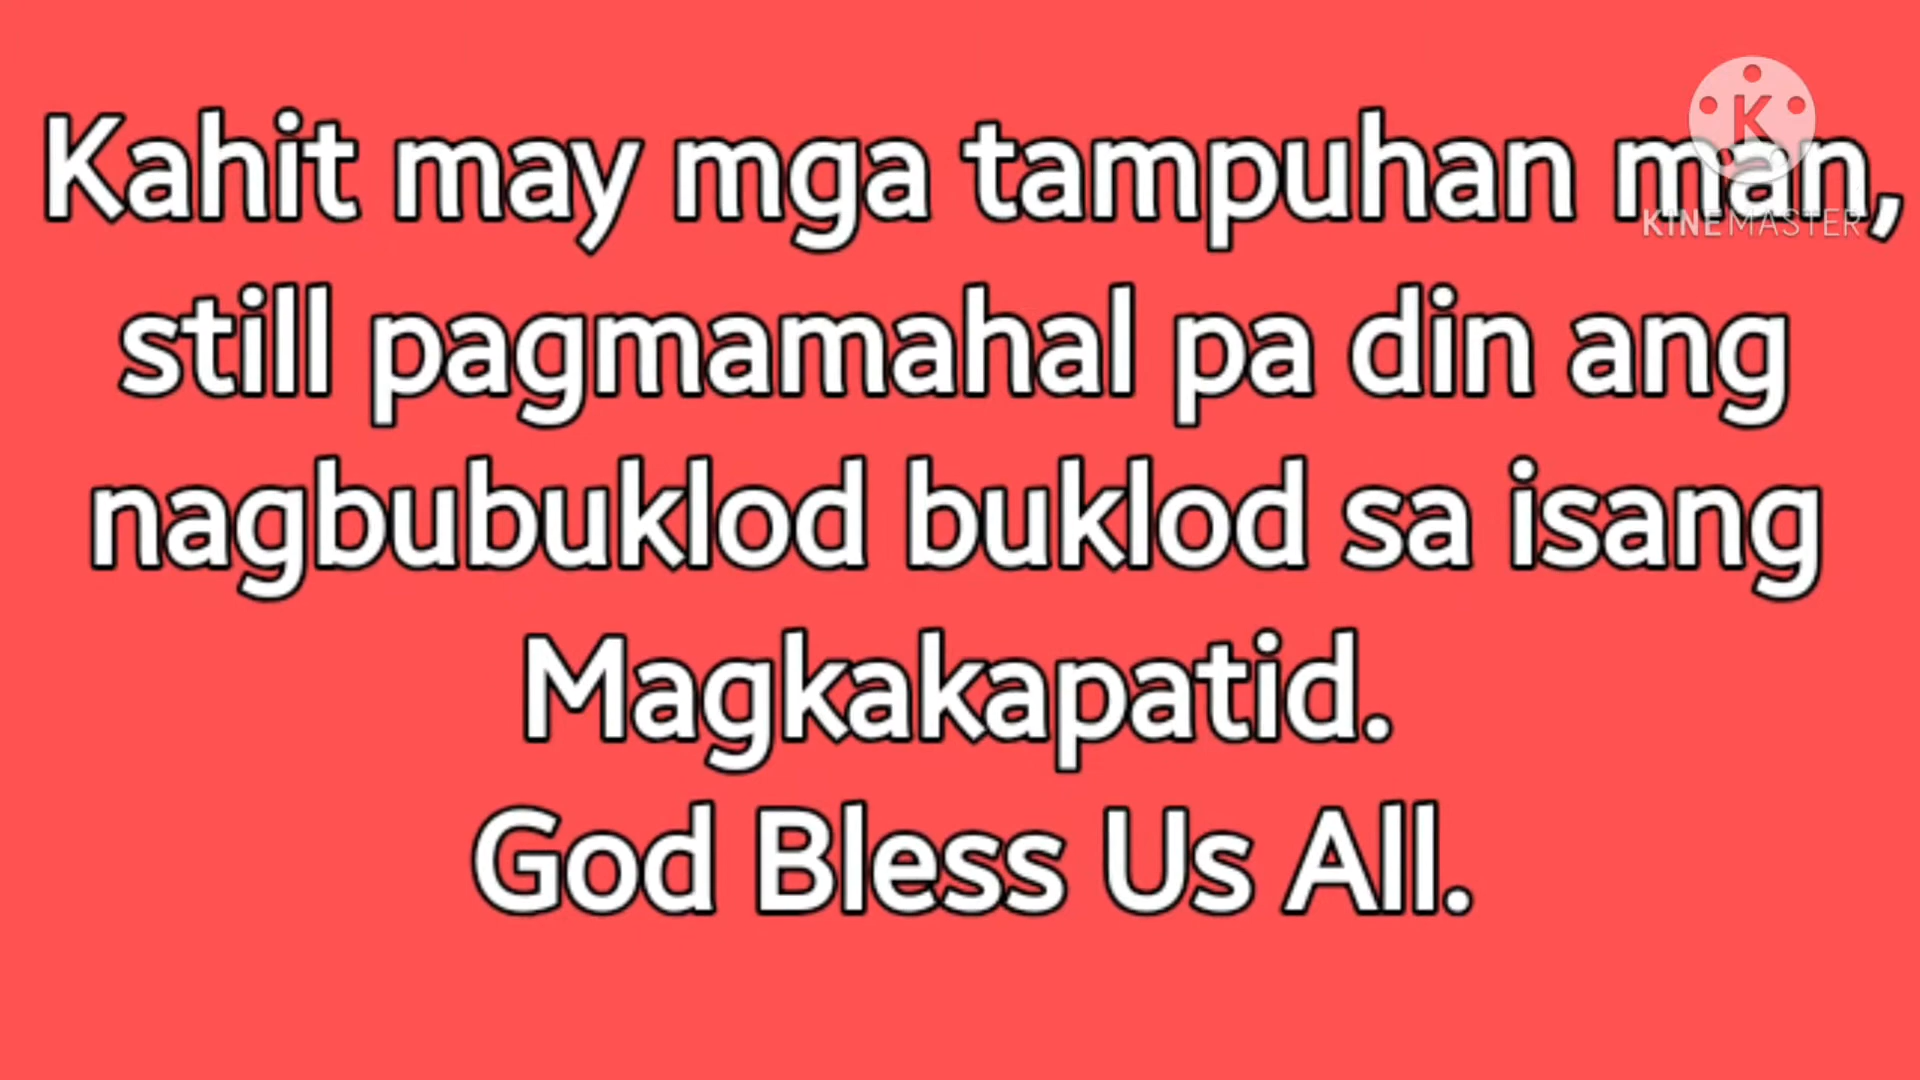 Kahit may mga tampuhan man,
still pagmamahal pa din ang
nagbubuklod buklod sa isang
Magkakapatid.
God Bless Us All.
K
KINEMASTER